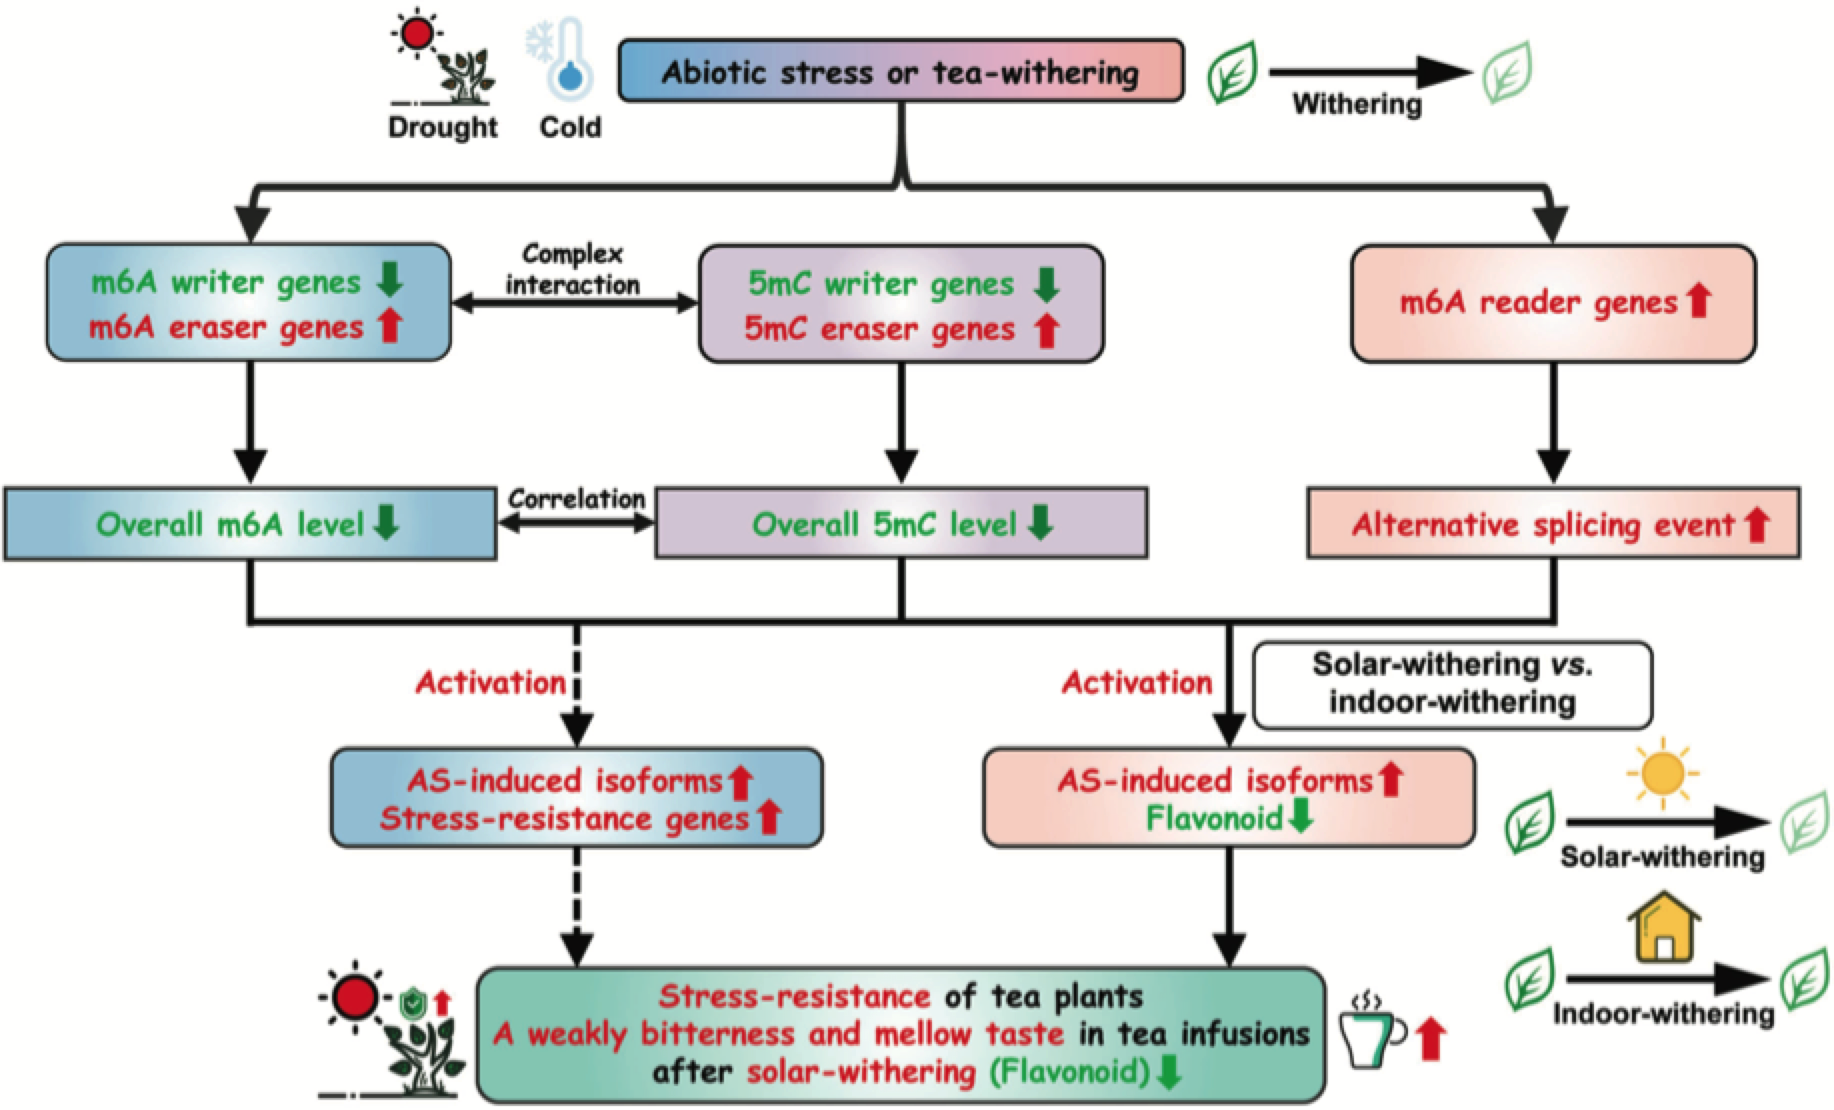 Abiotic stress or tea-withering
Drought
Cold
Withering
m6A writer genes
m6A eraser genes
Complex
interaction
5mC writer genes
5mC eraser genes
m6A reader genes
Overall m6A level
Correlation
Overall 5mC level
Alternative splicing event
Activation
Activation
Solar-withering vs.
indoor-withering
AS-induced isoforms
Stress-resistance genes
AS-induced isoforms
Flavonoid
Solar-withering
Indoor-withering
Stress-resistance of tea plants
A weakly bitterness and mellow taste in tea infusions
after solar-withering (Flavonoid)